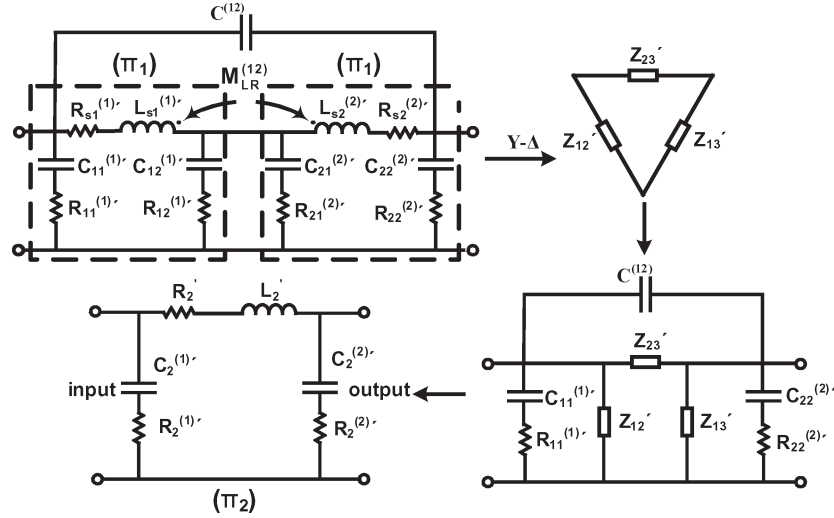 C(12)
(π1) (π1)
MLR(12)
Rs1(1)′ Ls1(1)′ Ls2(2)′ Rs2(2)′
C11(1)′ C12(1)′ C21(2)′ C22(2)′
R11(1)′ R12(1)′ R21(2)′ R22(2)′
Y-Δ
Z23′
Z12′ Z13′
C(12)
Z23′
C11(1)′ C22(2)′
R11(1)′ Z12′ Z13′ R22(2)′
R2' L2'
C2(1)′ C2(2)′
input output
R2(1)′ R2(2)′
(π2)